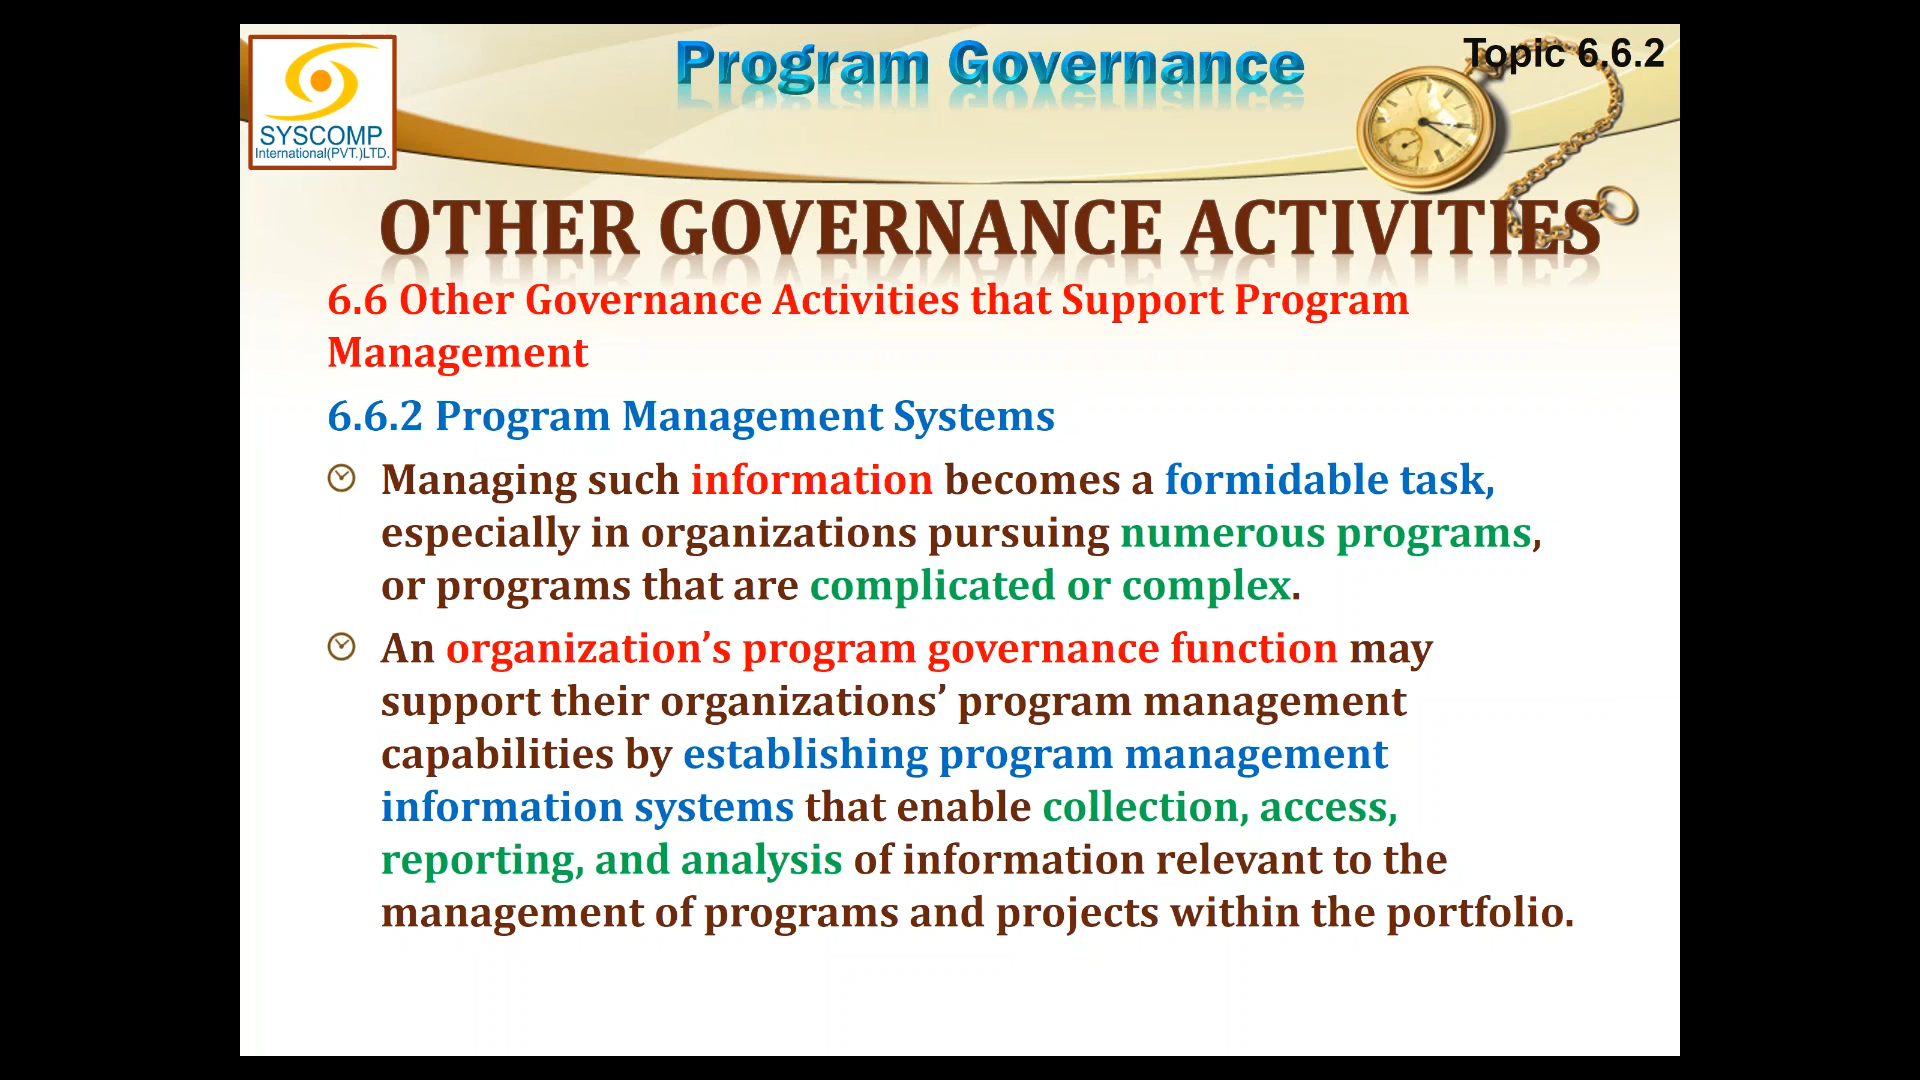 SYSCOMP
International(PVT.)LTD.
Program Governance
Topic 6.6.2
OTHER GOVERNANCE ACTIVITIES
6.6 Other Governance Activities that Support Program
Management
6.6.2 Program Management Systems
Managing such information becomes a formidable task,
especially in organizations pursuing numerous programs,
or programs that are complicated or complex.
An organization’s program governance function may
support their organizations’ program management
capabilities by establishing program management
information systems that enable collection, access,
reporting, and analysis of information relevant to the
management of programs and projects within the portfolio.